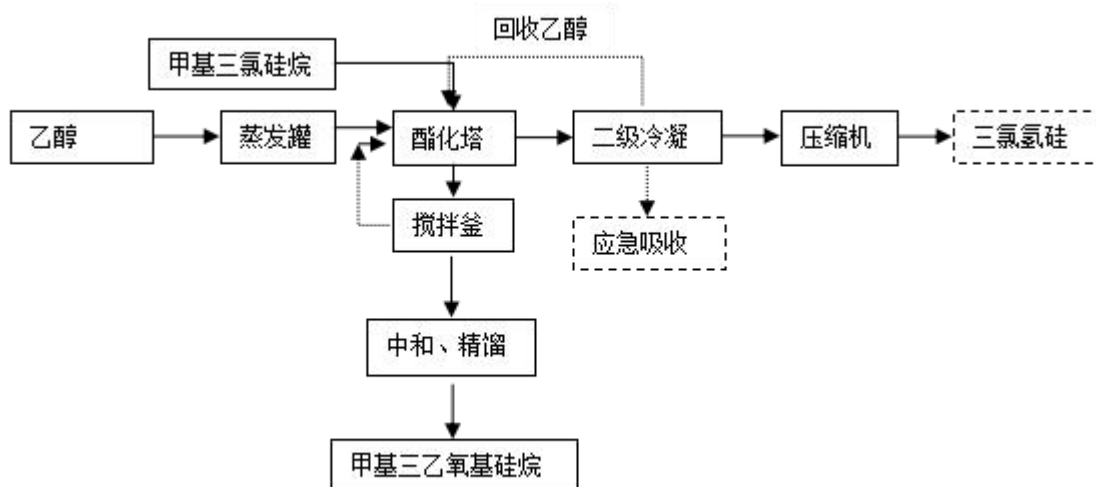 回收乙醇
甲基三氯硅烷
乙醇
蒸发罐
酯化塔
二级冷凝
压缩机
三氯氢硅
搅拌釜
应急吸收
中和、精馏
甲基三乙氧基硅烷